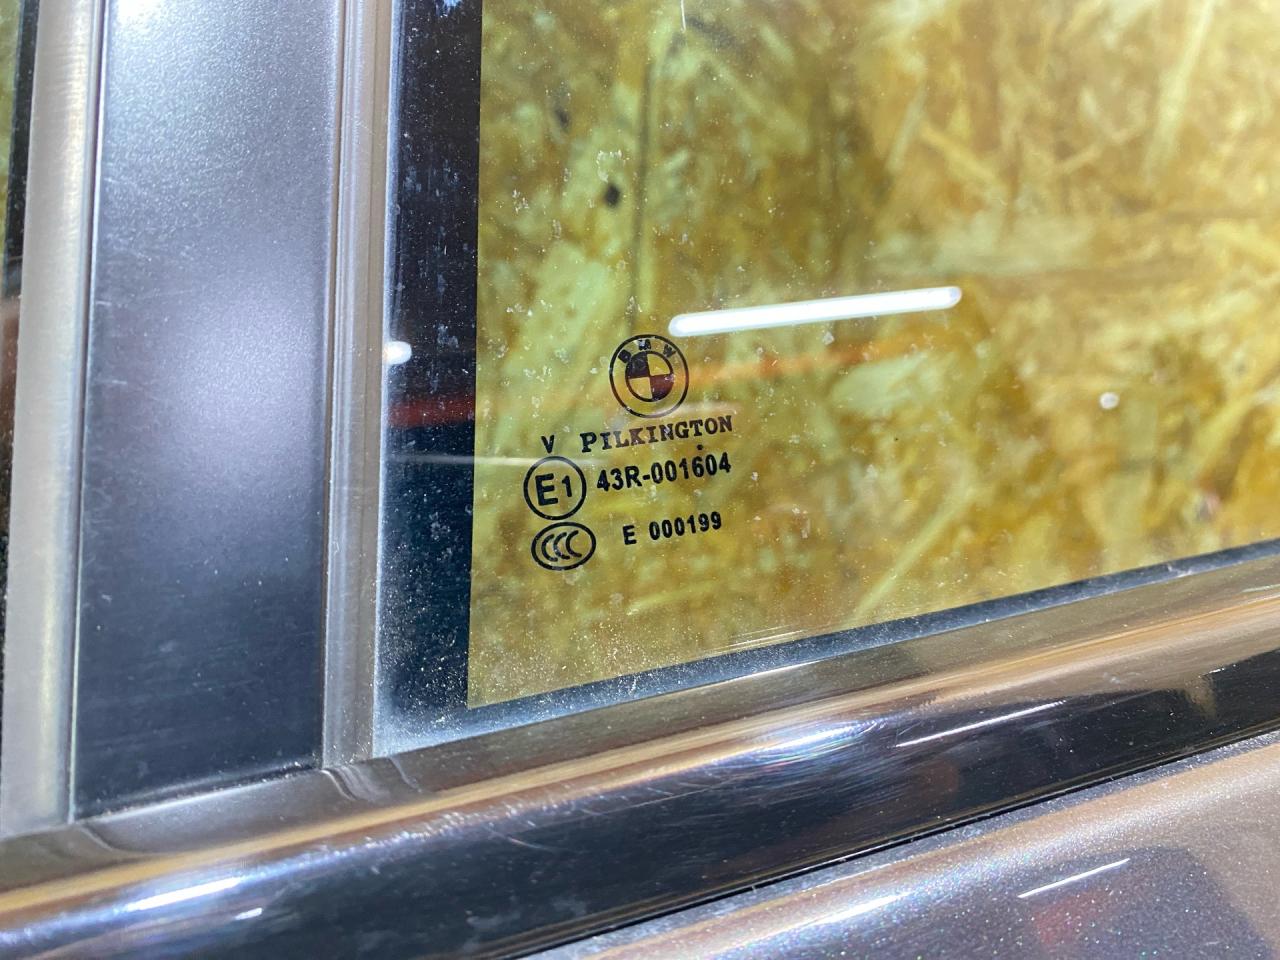 BMW
V PILKINGTON
E1 43R-001604
CCC E 000199